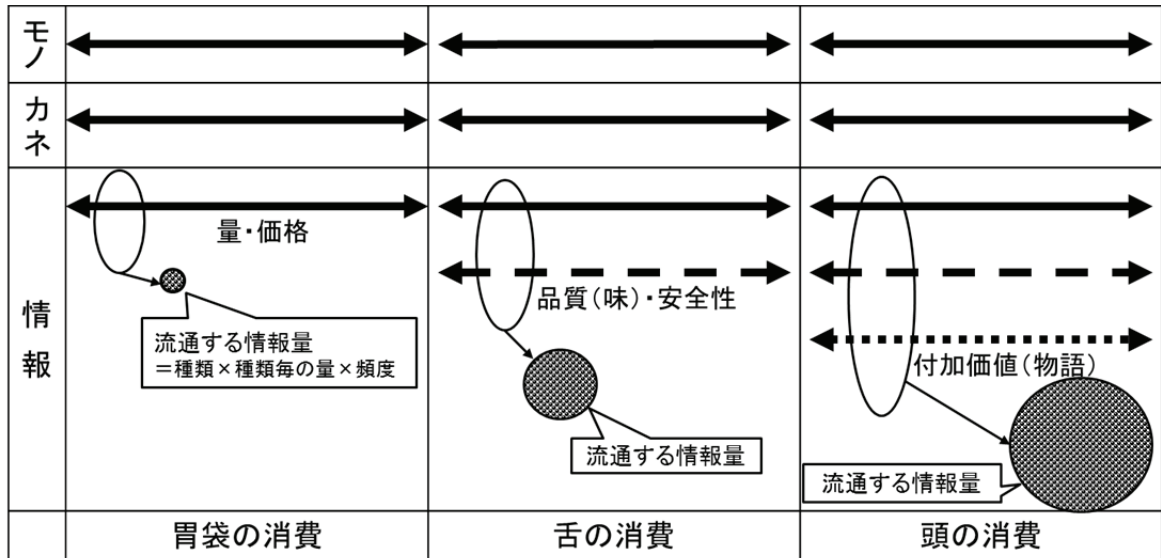 モノ
カネ
情報
量・価格
流通する情報量
＝種類×種類毎の量×頻度
品質(味)・安全性
流通する情報量
付加価値(物語)
流通する情報量
胃袋の消費
舌の消費
頭の消費